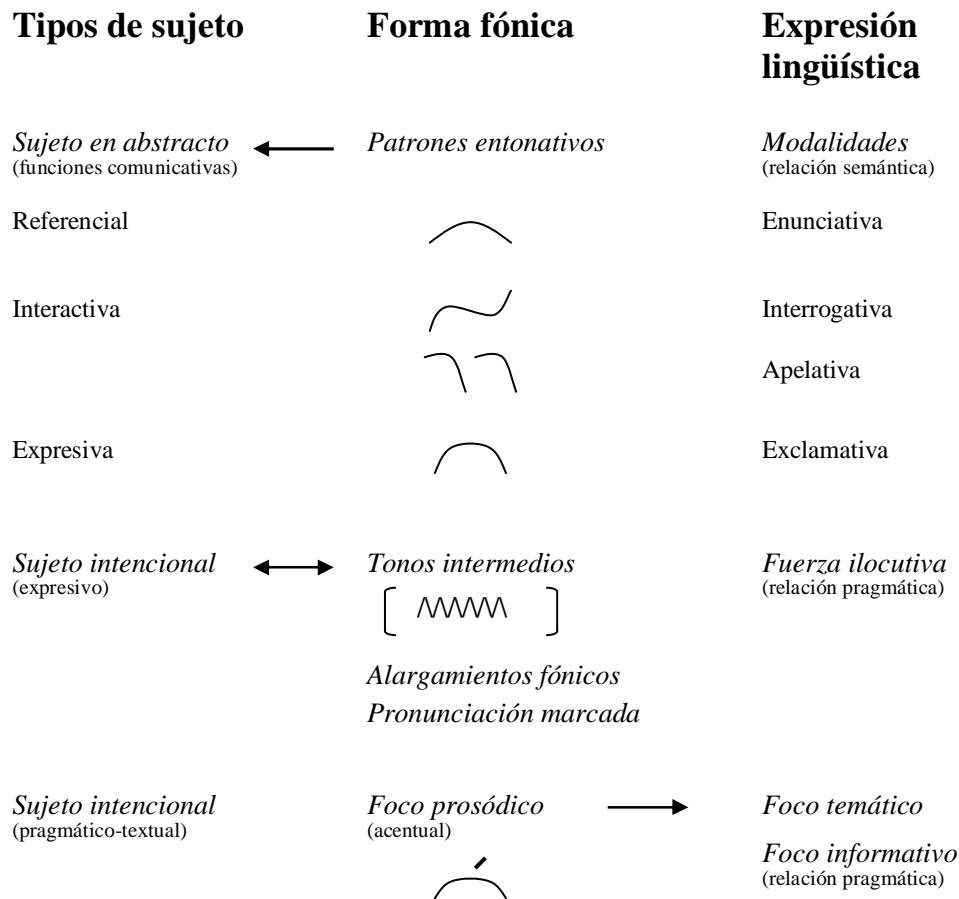 Tipos de sujeto Forma fónica Expresión
lingüística
Sujeto en abstracto Patrones entonativos Modalidades
(funciones comunicativas) (relación semántica)
Referencial Enunciativa
Interactiva Interrogativa
Apelativa
Expresiva Exclamativa
Sujeto intencional Tonos intermedios Fuerza ilocutiva
(expresivo) (relación pragmática)
Alargamientos fónicos
Pronunciación marcada
Sujeto intencional Foco prosódico Foco temático
(pragmático-textual) (acentual)
Foco informativo
(relación pragmática)